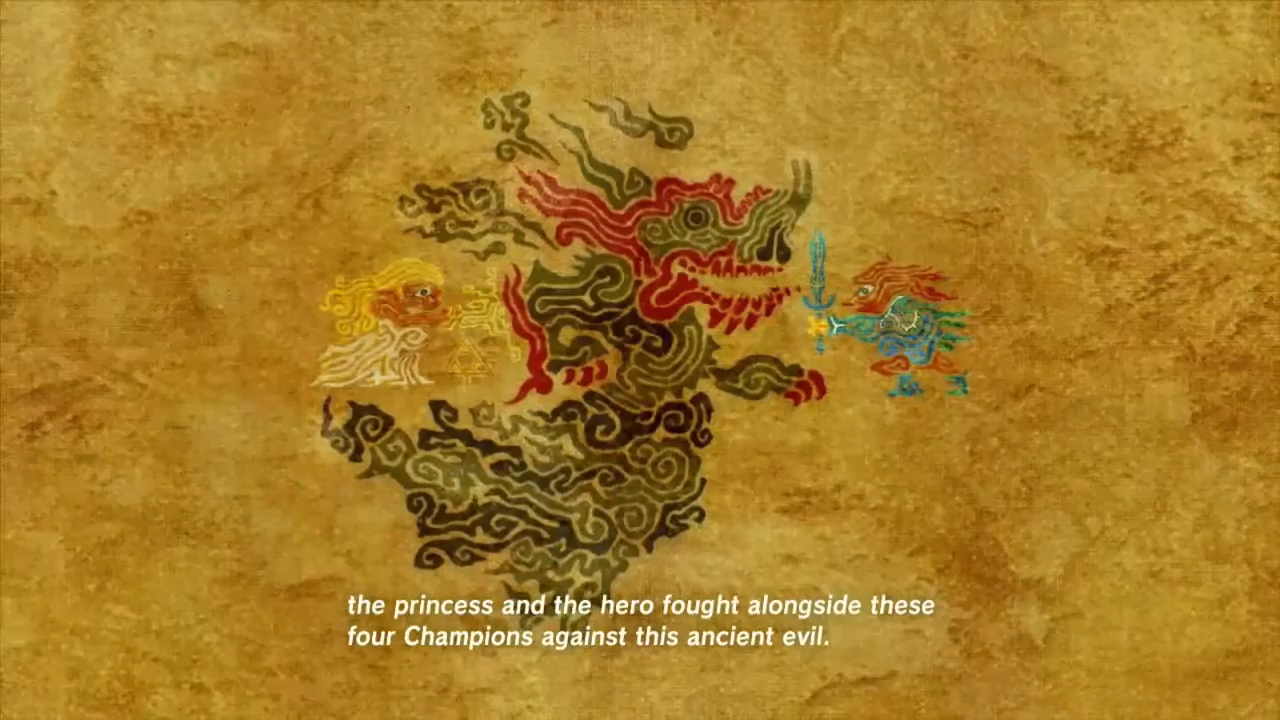 the princess and the hero fought alongside these
four Champions against this ancient evil.